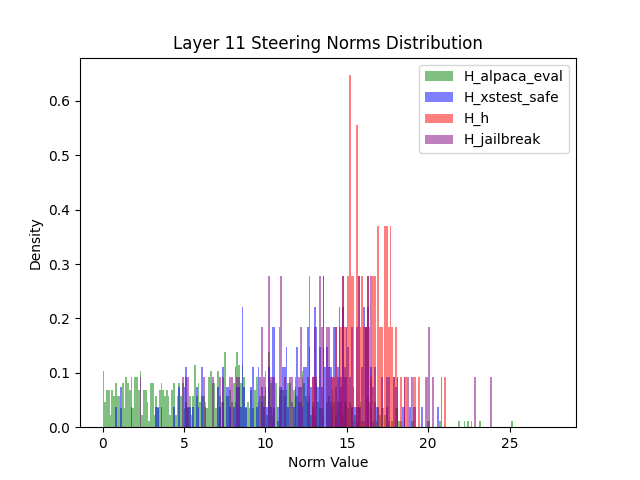 Layer 11 Steering Norms Distribution
H_alpaca_eval
H_xstest_safe
H_h
H_jailbreak
Density
0.6
0.5
0.4
0.3
0.2
0.1
0.0
0 5 10 15 20 25
Norm Value